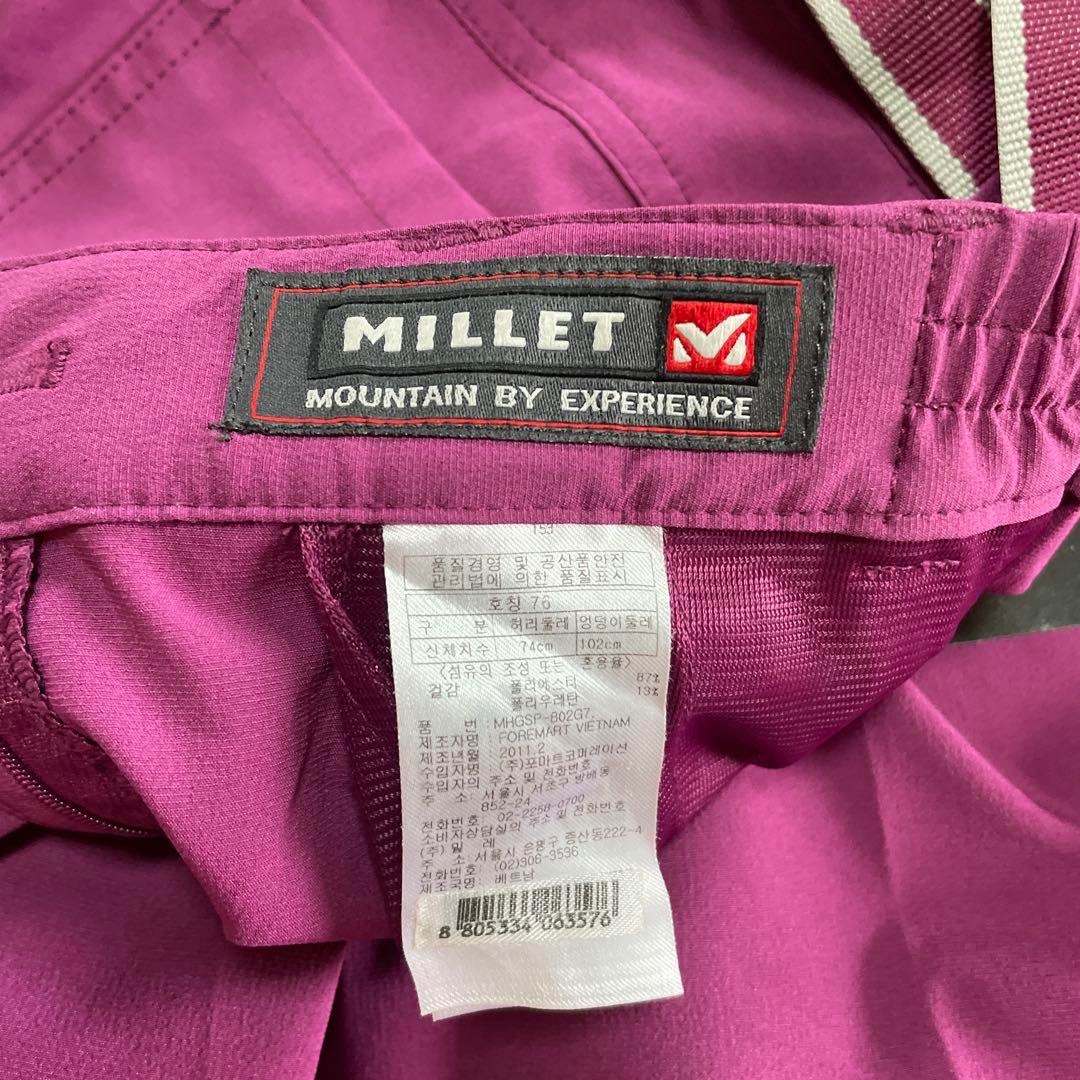 MILLET
MOUNTAIN BY EXPERIENCE
153
품질경영 및 공산품안전
관리법에 의한 품질표시
호칭 76
구 분 허리둘레 엉덩이둘레
신체치수 74cm 102cm
<섬유의 조성 또는 혼용율>
겉감 폴리에스터 87%
폴리우레탄 13%
품 번 : MHGSP-802G7.
제조자명 : FOREMART VIETNAM
제조년월 : 2011.2
수입자명 : (주)포마트코퍼레이션
수입자의 주소 및 전화번호
주 소: 서울시 서초구 방배동
852-24
전화번호: 02-2258-0700
소비자상담실의 주소 및 전화번호
(주) 밀 레
주 소:서울시 은평구 증산동222-4
전화번호: (02)306-3536
제조국명: 베트남
8 805334 063576